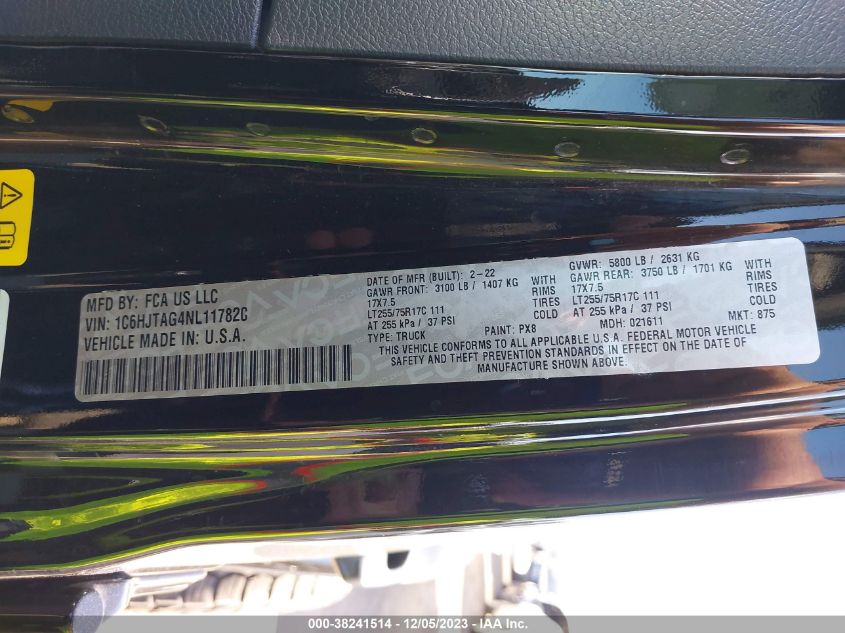 MFD BY: FCA US LLC
VIN: 1C6HJTAG4NL11782C
VEHICLE MADE IN: U.S.A.
DATE OF MFR (BUILT): 2-22
GAWR FRONT: 3100 LB / 1407 KG WITH
17X7.5 RIMS
LT255/75R17C 111 TIRES
AT 255 kPa / 37 PSI COLD
TYPE: TRUCK PAINT: PX8
GVWR: 5800 LB / 2631 KG
GAWR REAR: 3750 LB / 1701 KG WITH
17X7.5 RIMS
LT255/75R17C 111 TIRES
AT 255 kPa / 37 PSI COLD
MDH: 021611 MKT: 875
THIS VEHICLE CONFORMS TO ALL APPLICABLE U.S.A. FEDERAL MOTOR VEHICLE
SAFETY AND THEFT PREVENTION STANDARDS IN EFFECT ON THE DATE OF
MANUFACTURE SHOWN ABOVE.
000-38241514 - 12/05/2023 - © IAA Inc.